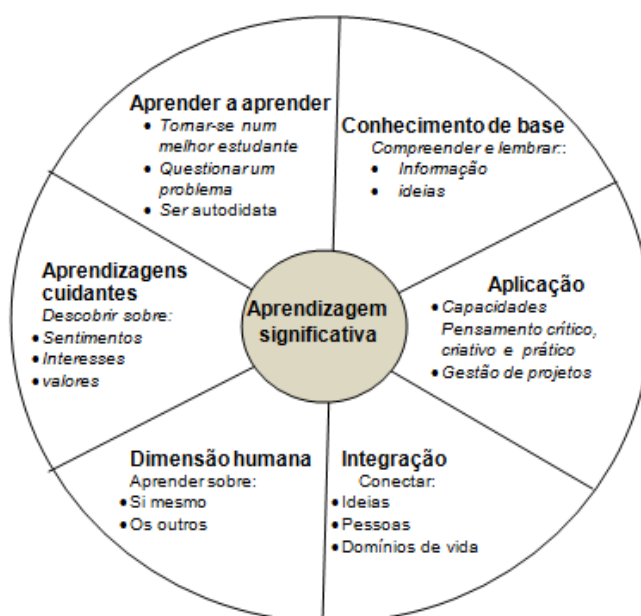 Aprender a aprender
• Tornar-se num
melhor estudante
• Questionar um
problema
• Ser autodidata
Conhecimento de base
Compreender e lembrar::
• Informação
• ideias
Aprendizagens
cuidantes
Descobrir sobre:
• Sentimentos
• Interesses
• valores
Aprendizagem
significativa
Aplicação
• Capacidades
Pensamento crítico,
criativo e prático
• Gestão de projetos
Dimensão humana
Aprender sobre:
• Si mesmo
• Os outros
Integração
Conectar:
• Ideias
• Pessoas
• Domínios de vida